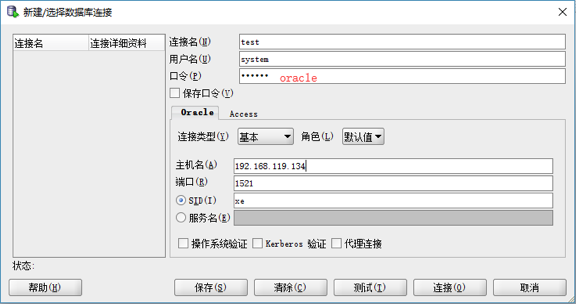 新建/选择数据库连接
连接名 连接详细资料
连接名(N) test
用户名(U) system
口令(P) •••••• oracle
保存口令(V)
Oracle Access
连接类型(Y) 基本 角色(L) 默认值
主机名(A) 192.168.119.134
端口(R) 1521
SID(I) xe
服务名(E)
操作系统验证 Kerberos 验证 代理连接
状态:
帮助(H) 保存(S) 清除(C) 测试(T) 连接(O) 取消